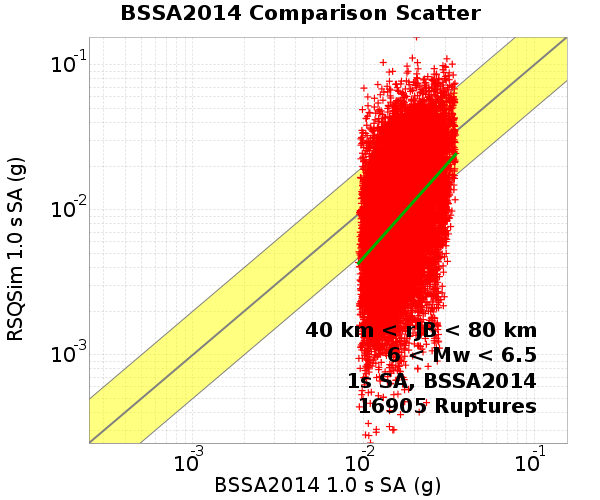 BSSA2014 Comparison Scatter
RSQSim 1.0 s SA (g)
10-1
10-2
10-3
40 km < rJB < 80 km
6 < Mw < 6.5
1s SA, BSSA2014
16905 Ruptures
10-3
10-2
10-1
BSSA2014 1.0 s SA (g)